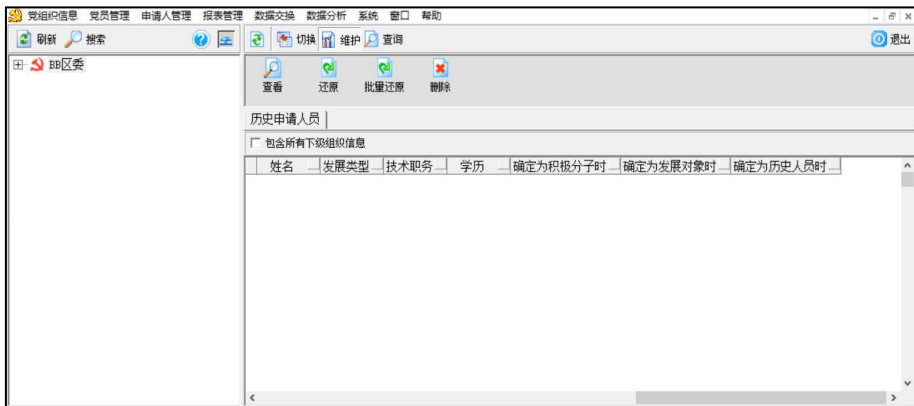 党组织信息 党员管理 申请人管理 报表管理 数据交换 数据分析 系统 窗口 帮助
刷新 搜索 切换 维护 查询 退出
BB区委
查看 还原 批量还原 删除
历史申请人员
包含所有下级组织信息
姓名 发展类型 技术职务 学历 确定为积极分子时 确定为发展对象时 确定为历史人员时